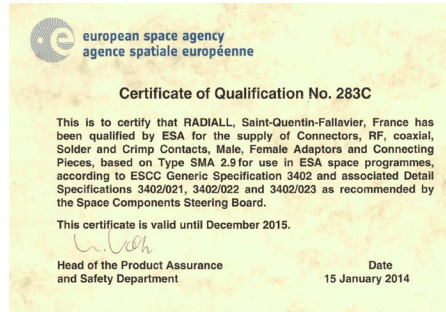 european space agency
agence spatiale européenne
Certificate of Qualification No. 283C
This is to certify that RADIALL, Saint-Quentin-Fallavier, France has
been qualified by ESA for the supply of Connectors, RF, coaxial,
Solder and Crimp Contacts, Male, Female Adaptors and Connecting
Pieces, based on Type SMA 2.9 for use in ESA space programmes,
according to ESCC Generic Specification 3402 and associated Detail
Specifications 3402/021, 3402/022 and 3402/023 as recommended by
the Space Components Steering Board.
This certificate is valid until December 2015.
Head of the Product Assurance
and Safety Department
Date
15 January 2014